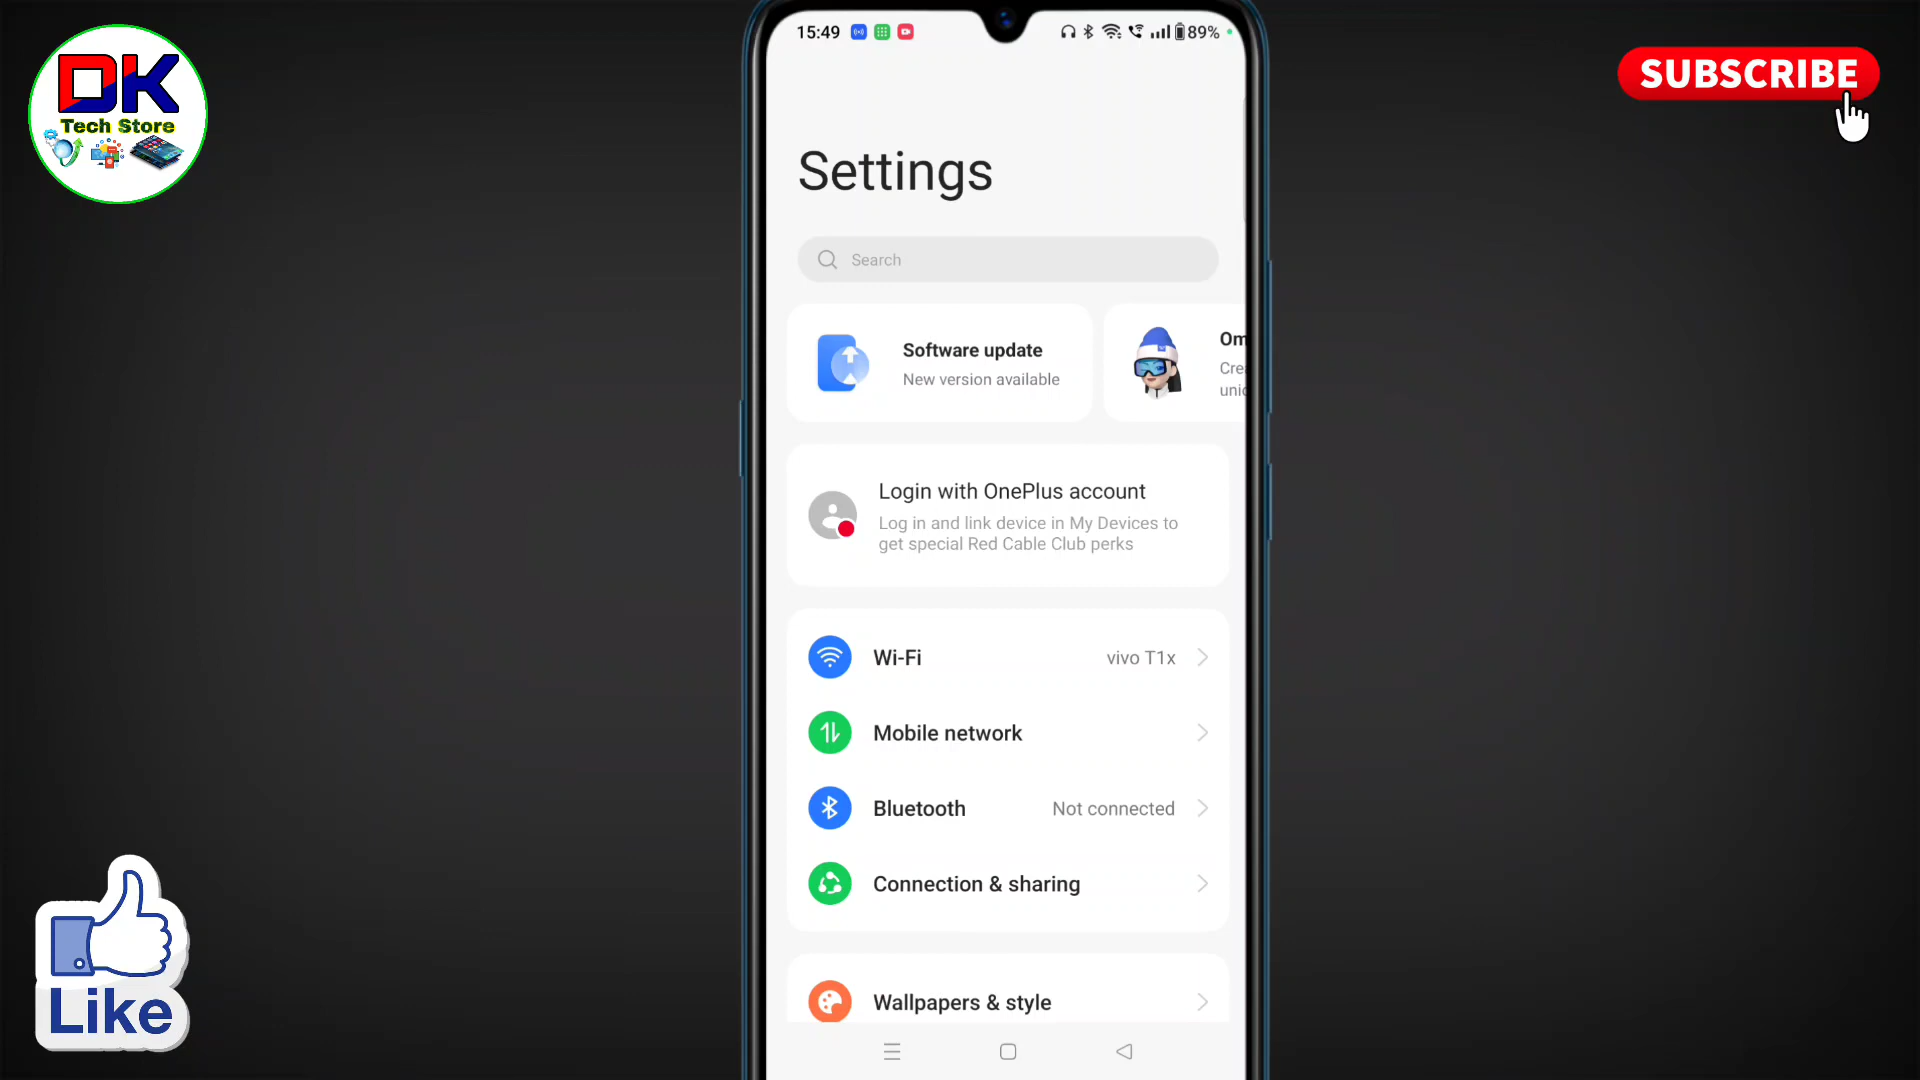 DK
Tech Store
15:49
89%
SUBSCRIBE
Settings
Search
Software update
New version available
Om
Crea
Login with OnePlus account
Log in and link device in My Devices to
get special Red Cable Club perks
Wi-Fi
vivo T1x
Mobile network
Bluetooth
Not connected
Connection & sharing
Wallpapers & style
Like